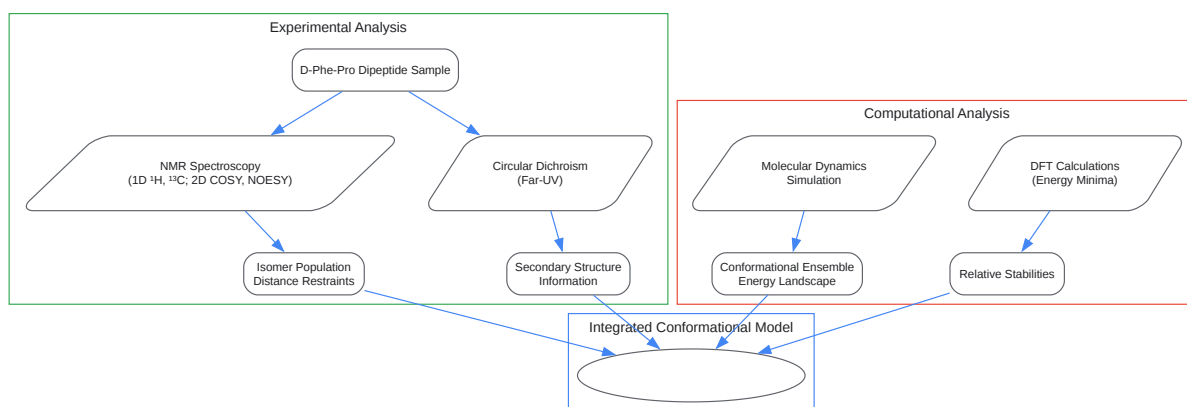 Experimental Analysis
D-Phe-Pro Dipeptide Sample
Computational Analysis
NMR Spectroscopy
(1D ¹H, ¹³C; 2D COSY, NOESY)
Circular Dichroism
(Far-UV)
Molecular Dynamics
Simulation
DFT Calculations
(Energy Minima)
Isomer Population
Distance Restraints
Secondary Structure
Information
Conformational Ensemble
Energy Landscape
Relative Stabilities
Integrated Conformational Model